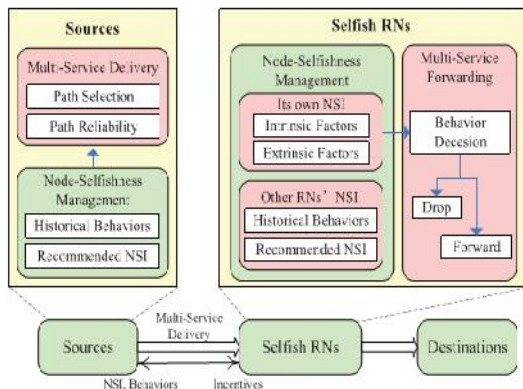 Sources
Multi-Service Delivery
Path Selection
Path Reliability
Node-Selfishness
Management
Historical Behaviors
Recommended NSI
Selfish RNs
Node-Selfishness
Management
Its own NSI
Intrinsic Factors
Extrinsic Factors
Other RNs' NSI
Historical Behaviors
Recommended NSI
Multi-Service
Forwarding
Behavior
Decesion
Drop
Forward
Sources
Multi-Service
Delivery
NSI, Behaviors
Incentives
Selfish RNs
Destinations